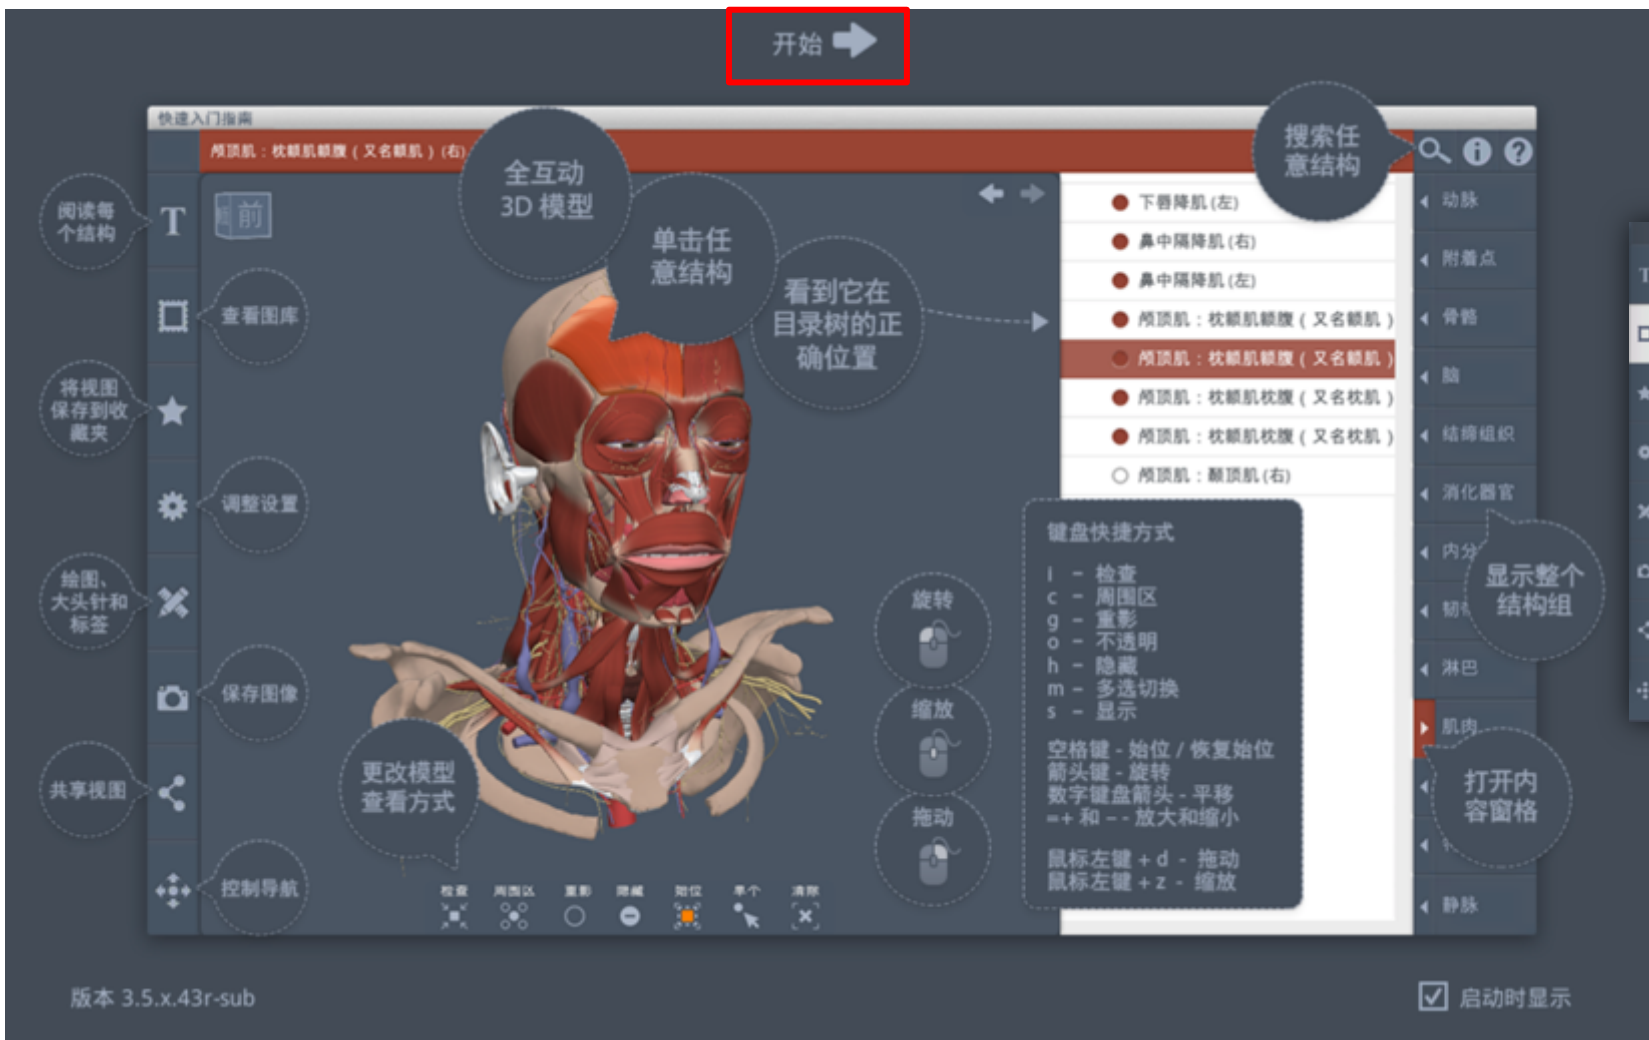 开始
快速入门指南
颅顶肌：枕额肌额腹（又名额肌）(右)
全互动
3D 模型
搜索任
意结构
阅读每
个结构
T
前
单击任
意结构
看到它在
目录树的正
确位置
下唇降肌 (左)
鼻中隔降肌 (右)
鼻中隔降肌 (左)
颅顶肌：枕额肌额腹（又名额肌）
颅顶肌：枕额肌额腹（又名额肌）
颅顶肌：枕额肌枕腹（又名枕肌）
颅顶肌：枕额肌枕腹（又名枕肌）
颅顶肌：颞顶肌 (右)
动脉
附着点
骨骼
脑
结缔组织
消化器官
内分
韧
淋巴
肌肉
静脉
查看图库
将视图
保存到收
藏夹
调整设置
绘图、
大头针和
标签
保存图像
共享视图
控制导航
更改模型
查看方式
旋转
缩放
拖动
键盘快捷方式
I － 检查
c － 周围区
g － 重影
o － 不透明
h － 隐藏
m － 多选切换
s － 显示
空格键 - 始位 / 恢复始位
箭头键 - 旋转
数字键盘箭头 - 平移
=+ 和 – - 放大和缩小
鼠标左键 + d - 拖动
鼠标左键 + z - 缩放
显示整个
结构组
打开内
容窗格
检查 周围区 重影 隐藏 始位 单个 清除
版本 3.5.x.43r-sub
启动时显示